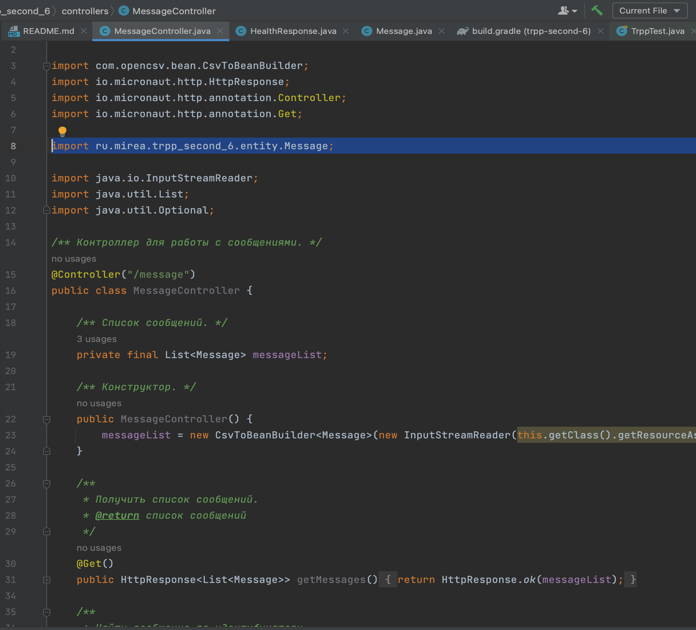 _second_6 › controllers › MessageController
Current File
README.md MessageController.java HealthResponse.java Message.java build.gradle (trpp-second-6) TrppTest.java
2
3 import com.opencsv.bean.CsvToBeanBuilder;
4 import io.micronaut.http.HttpResponse;
5 import io.micronaut.http.annotation.Controller;
6 import io.micronaut.http.annotation.Get;
7
8 import ru.mirea.trpp_second_6.entity.Message;
9
10 import java.io.InputStreamReader;
11 import java.util.List;
12 import java.util.Optional;
13
14 /** Контроллер для работы с сообщениями. */
no usages
15 @Controller("/message")
16 public class MessageController {
17
18 /** Список сообщений. */
3 usages
19 private final List<Message> messageList;
20
21 /** Конструктор. */
no usages
22 public MessageController() {
23 messageList = new CsvToBeanBuilder<Message>(new InputStreamReader(this.getClass().getResourceAs
24 }
25
26 /**
27 * Получить список сообщений.
28 * @return список сообщений
29 */
no usages
30 @Get()
31 public HttpResponse<List<Message>> getMessages() { return HttpResponse.ok(messageList); }
34
35 /**